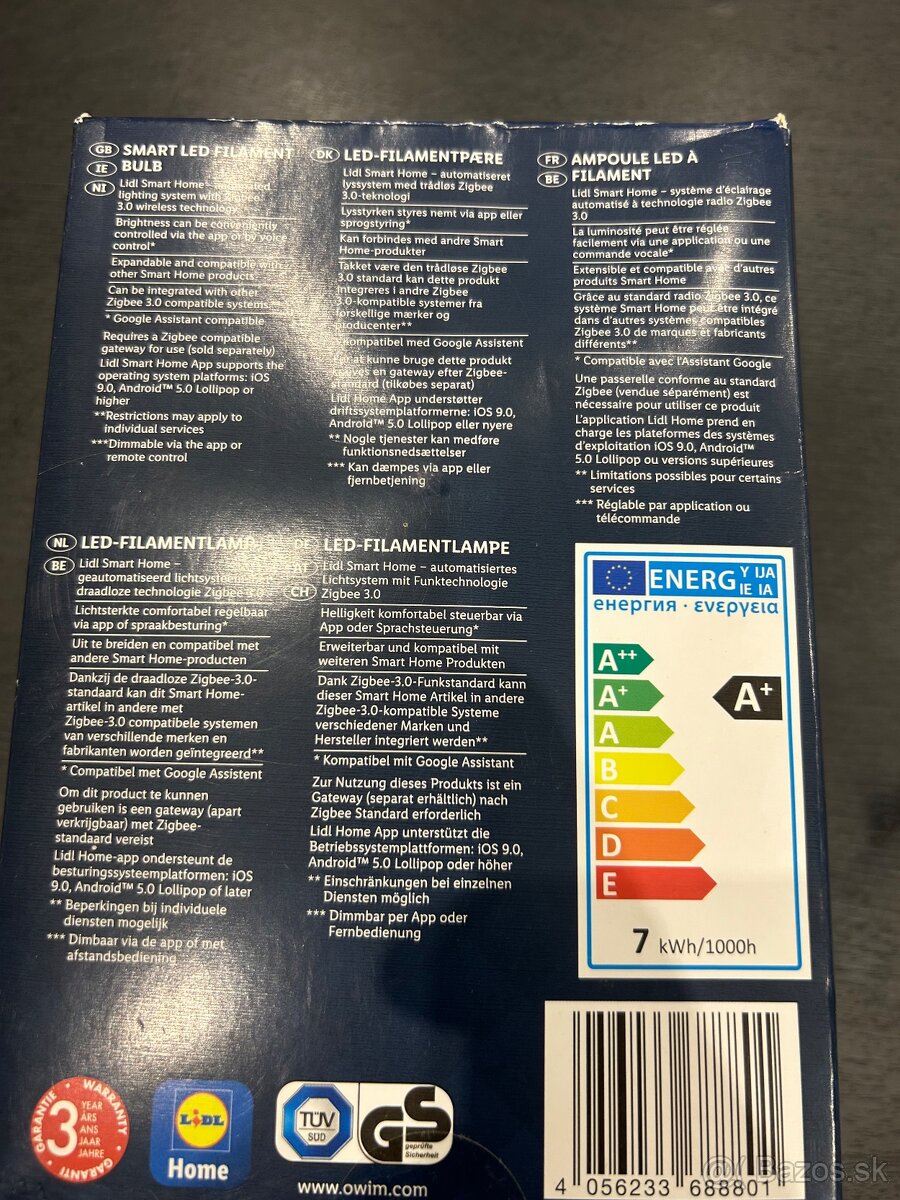 GB SMART LED FILAMENT
IE BULB
NI Lidl Smart Home –
lighting system with Zigbee
3.0 wireless technology
Brightness can be conveniently
controlled via the app or by voice
control*
Expandable and compatible with
other Smart Home products
Can be integrated with other
Zigbee 3.0 compatible systems
* Google Assistant compatible
Requires a Zigbee compatible
gateway for use (sold separately)
Lidl Smart Home App supports the
operating system platforms: iOS
9.0, Android™ 5.0 Lollipop or
higher
**Restrictions may apply to
individual services
***Dimmable via the app or
remote control
DK LED-FILAMENTPÆRE
Lidl Smart Home – automatiseret
lyssystem med trådløs Zigbee
3.0-teknologi
Lysstyrken styres nemt via app eller
sprogstyring*
Kan forbindes med andre Smart
Home-produkter
Takket være den trådløse Zigbee
3.0 standard kan dette produkt
integreres i andre Zigbee
3.0-kompatible systemer fra
forskellige mærker og
producenter**
* Kompatibel med Google Assistent
For at kunne bruge dette produkt
kræves en gateway efter Zigbee-
standard (tilkøbes separat)
Lidl Home App understøtter
driftssystemplatformerne: iOS 9.0,
Android™ 5.0 Lollipop eller nyere
** Nogle tjenester kan medføre
funktionsnedsættelser
*** Kan dæmpes via app eller
fjernbetjening
FR AMPOULE LED À
BE FILAMENT
Lidl Smart Home – système d'éclairage
automatisé à technologie radio Zigbee
3.0
La luminosité peut être réglée
facilement via une application ou une
commande vocale*
Extensible et compatible avec d'autres
produits Smart Home
Grâce au standard radio Zigbee 3.0, ce
système Smart Home peut être intégré
dans d'autres systèmes compatibles
Zigbee 3.0 de marques et fabricants
différents**
* Compatible avec l'Assistant Google
Une passerelle conforme au standard
Zigbee (vendue séparément) est
nécessaire pour utiliser ce produit
L'application Lidl Home prend en
charge les plateformes des systèmes
d'exploitation iOS 9.0, Android™
5.0 Lollipop ou versions supérieures
** Limitations possibles pour certains
services
*** Réglable par application ou
télécommande
NL LED-FILAMENTLAMP
BE Lidl Smart Home –
geautomatiseerd lichtsysteem
draadloze technologie Zigbee 3.0
Lichtsterkte comfortabel regelbaar
via app of spraakbesturing*
Uit te breiden en compatibel met
andere Smart Home-producten
Dankzij de draadloze Zigbee-3.0-
standaard kan dit Smart Home-
artikel in andere met
Zigbee-3.0 compatibele systemen
van verschillende merken en
fabrikanten worden geïntegreerd**
* Compatibel met Google Assistent
Om dit product te kunnen
gebruiken is een gateway (apart
verkrijgbaar) met Zigbee-
standaard vereist
Lidl Home-app ondersteunt de
besturingssysteemplatformen: iOS
9.0, Android™ 5.0 Lollipop of later
** Beperkingen bij individuele
diensten mogelijk
*** Dimbaar via de app of met
afstandsbediening
DE LED-FILAMENTLAMPE
AT Lidl Smart Home – automatisiertes
CH Lichtsystem mit Funktechnologie
Zigbee 3.0
Helligkeit komfortabel steuerbar via
App oder Sprachsteuerung*
Erweiterbar und kompatibel mit
weiteren Smart Home Produkten
Dank Zigbee-3.0-Funkstandard kann
dieser Smart Home Artikel in andere
Zigbee-3.0-kompatible Systeme
verschiedener Marken und
Hersteller integriert werden**
* Kompatibel mit Google Assistant
Zur Nutzung dieses Produkts ist ein
Gateway (separat erhältlich) nach
Zigbee Standard erforderlich
Lidl Home App unterstützt die
Betriebssystemplattformen: iOS 9.0,
Android™ 5.0 Lollipop oder höher
** Einschränkungen bei einzelnen
Diensten möglich
*** Dimmbar per App oder
Fernbedienung
ENERG Y IJA
IE IA
енергия · ενεργεια
A++
A+
A+
A
B
C
D
E
7 kWh/1000h
GARANTIE · WARRANTY · GARANTI
3 YEAR
ÅRS
ANS
JAAR
JAHRE
LIDL
Home
TÜV
SÜD
GS
geprüfte
Sicherheit
www.owim.com
4 056233 688801
@/ Bazos.sk